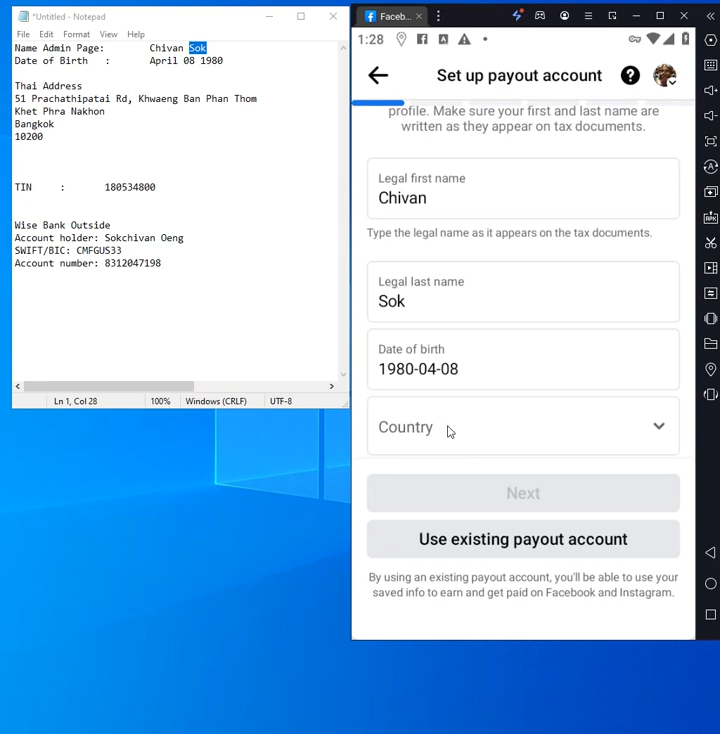 *Untitled - Notepad
File Edit Format View Help
Name Admin Page: Chivan Sok
Date of Birth : April 08 1980
Thai Address
51 Prachathipatai Rd, Khwaeng Ban Phan Thom
Khet Phra Nakhon
Bangkok
10200
TIN : 180534800
Wise Bank Outside
Account holder: Sokchivan Oeng
SWIFT/BIC: CMFGUS33
Account number: 8312047198
Ln 1, Col 28 100% Windows (CRLF) UTF-8
Faceb...
1:28
Set up payout account
profile. Make sure your first and last name are
written as they appear on tax documents.
Legal first name
Chivan
Type the legal name as it appears on the tax documents.
Legal last name
Sok
Date of birth
1980-04-08
Country
Next
Use existing payout account
By using an existing payout account, you'll be able to use your
saved info to earn and get paid on Facebook and Instagram.